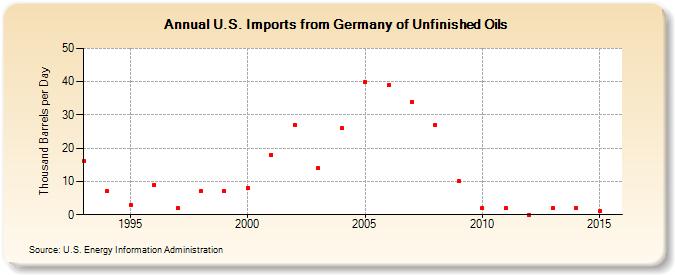 Annual U.S. Imports from Germany of Unfinished Oils
Thousand Barrels per Day
50
40
30
20
10
0
1995 2000 2005 2010 2015
Source: U.S. Energy Information Administration